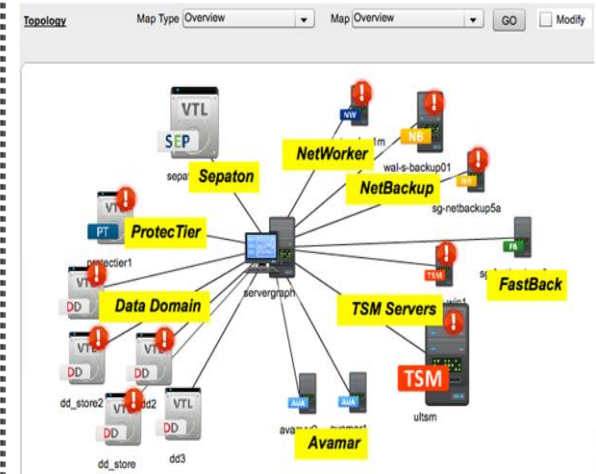 Topology Map Type Overview Map Overview GO Modify
VTL
SEP
Sepaton
NW
NetWorker
NB
wal-s-backup01
NetBackup
NB
sg-netbackup5a
VTL
PT
ProtecTier
protectier1
servergraph
FA
FastBack
TSM
TSM Servers
DD
Data Domain
VTL
DD
dd_store2
VTL
DD
dd2
VTL
DD
dd_store
VTL
DD
dd3
AVA
AVA
Avamar
TSM
ultsm